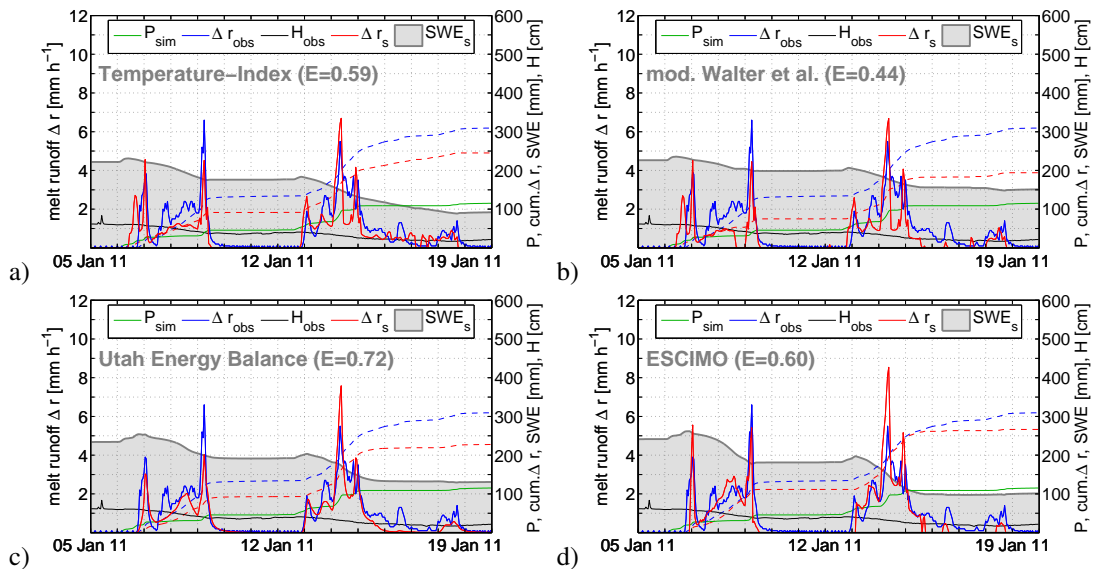 12
10
8
6
4
2
melt runoff Δ r [mm h⁻¹]
P_sim Δ r_obs H_obs Δ r_s SWE_s
Temperature−Index (E=0.59)
600
500
400
300
200
100
P, cum.Δ r, SWE [mm], H [cm]
05 Jan 11 12 Jan 11 19 Jan 11
a)
12
10
8
6
4
2
melt runoff Δ r [mm h⁻¹]
P_sim Δ r_obs H_obs Δ r_s SWE_s
mod. Walter et al. (E=0.44)
600
500
400
300
200
100
P, cum.Δ r, SWE [mm], H [cm]
05 Jan 11 12 Jan 11 19 Jan 11
b)
12
10
8
6
4
2
melt runoff Δ r [mm h⁻¹]
P_sim Δ r_obs H_obs Δ r_s SWE_s
Utah Energy Balance (E=0.72)
600
500
400
300
200
100
P, cum.Δ r, SWE [mm], H [cm]
05 Jan 11 12 Jan 11 19 Jan 11
c)
12
10
8
6
4
2
melt runoff Δ r [mm h⁻¹]
P_sim Δ r_obs H_obs Δ r_s SWE_s
ESCIMO (E=0.60)
600
500
400
300
200
100
P, cum.Δ r, SWE [mm], H [cm]
05 Jan 11 12 Jan 11 19 Jan 11
d)